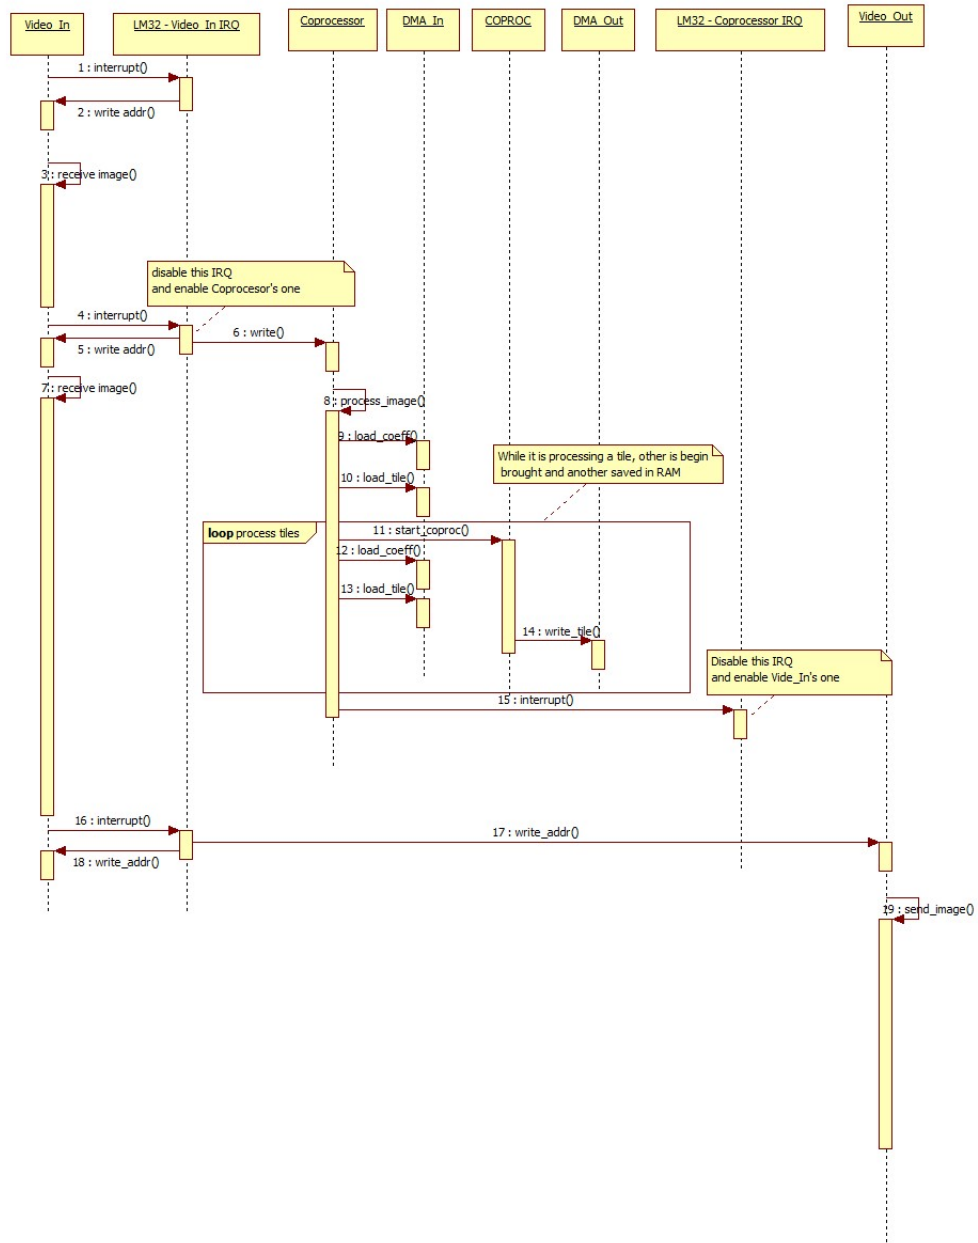 Video_In
LM32 - Video_In IRQ
Coprocessor
DMA_In
COPROC
DMA_Out
LM32 - Coprocessor IRQ
Video_Out
1 : interrupt()
2 : write addr()
3 : receive image()
disable this IRQ
and enable Coprocesor's one
4 : interrupt()
5 : write addr()
6 : write()
7 : receive image()
8 : process_image()
9 : load_coeff()
While it is processing a tile, other is begin
brought and another saved in RAM
10 : load_tile()
loop process tiles
11 : start_coproc()
12 : load_coeff()
13 : load_tile()
14 : write_tile()
Disable this IRQ
and enable Vide_In's one
15 : interrupt()
16 : interrupt()
17 : write_addr()
18 : write_addr()
19 : send_image()